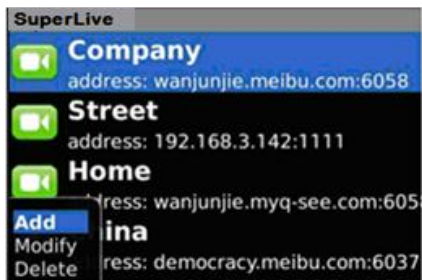 SuperLive
Company
address: wanjunjie.meibu.com:6058
Street
address: 192.168.3.142:1111
Home
dress: wanjunjie.myq-see.com:605
Add
ina
Modify
ress: democracy.meibu.com:6037
Delete